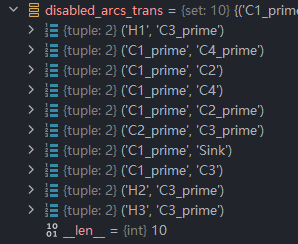 disabled_arcs_trans = {set: 10} {('C1_prime'
{tuple: 2} ('H1', 'C3_prime')
{tuple: 2} ('C1_prime', 'C4_prime')
{tuple: 2} ('C1_prime', 'C2')
{tuple: 2} ('C1_prime', 'C4')
{tuple: 2} ('C1_prime', 'C2_prime')
{tuple: 2} ('C2_prime', 'C3_prime')
{tuple: 2} ('C1_prime', 'Sink')
{tuple: 2} ('C1_prime', 'C3')
{tuple: 2} ('H2', 'C3_prime')
{tuple: 2} ('H3', 'C3_prime')
__len__ = {int} 10